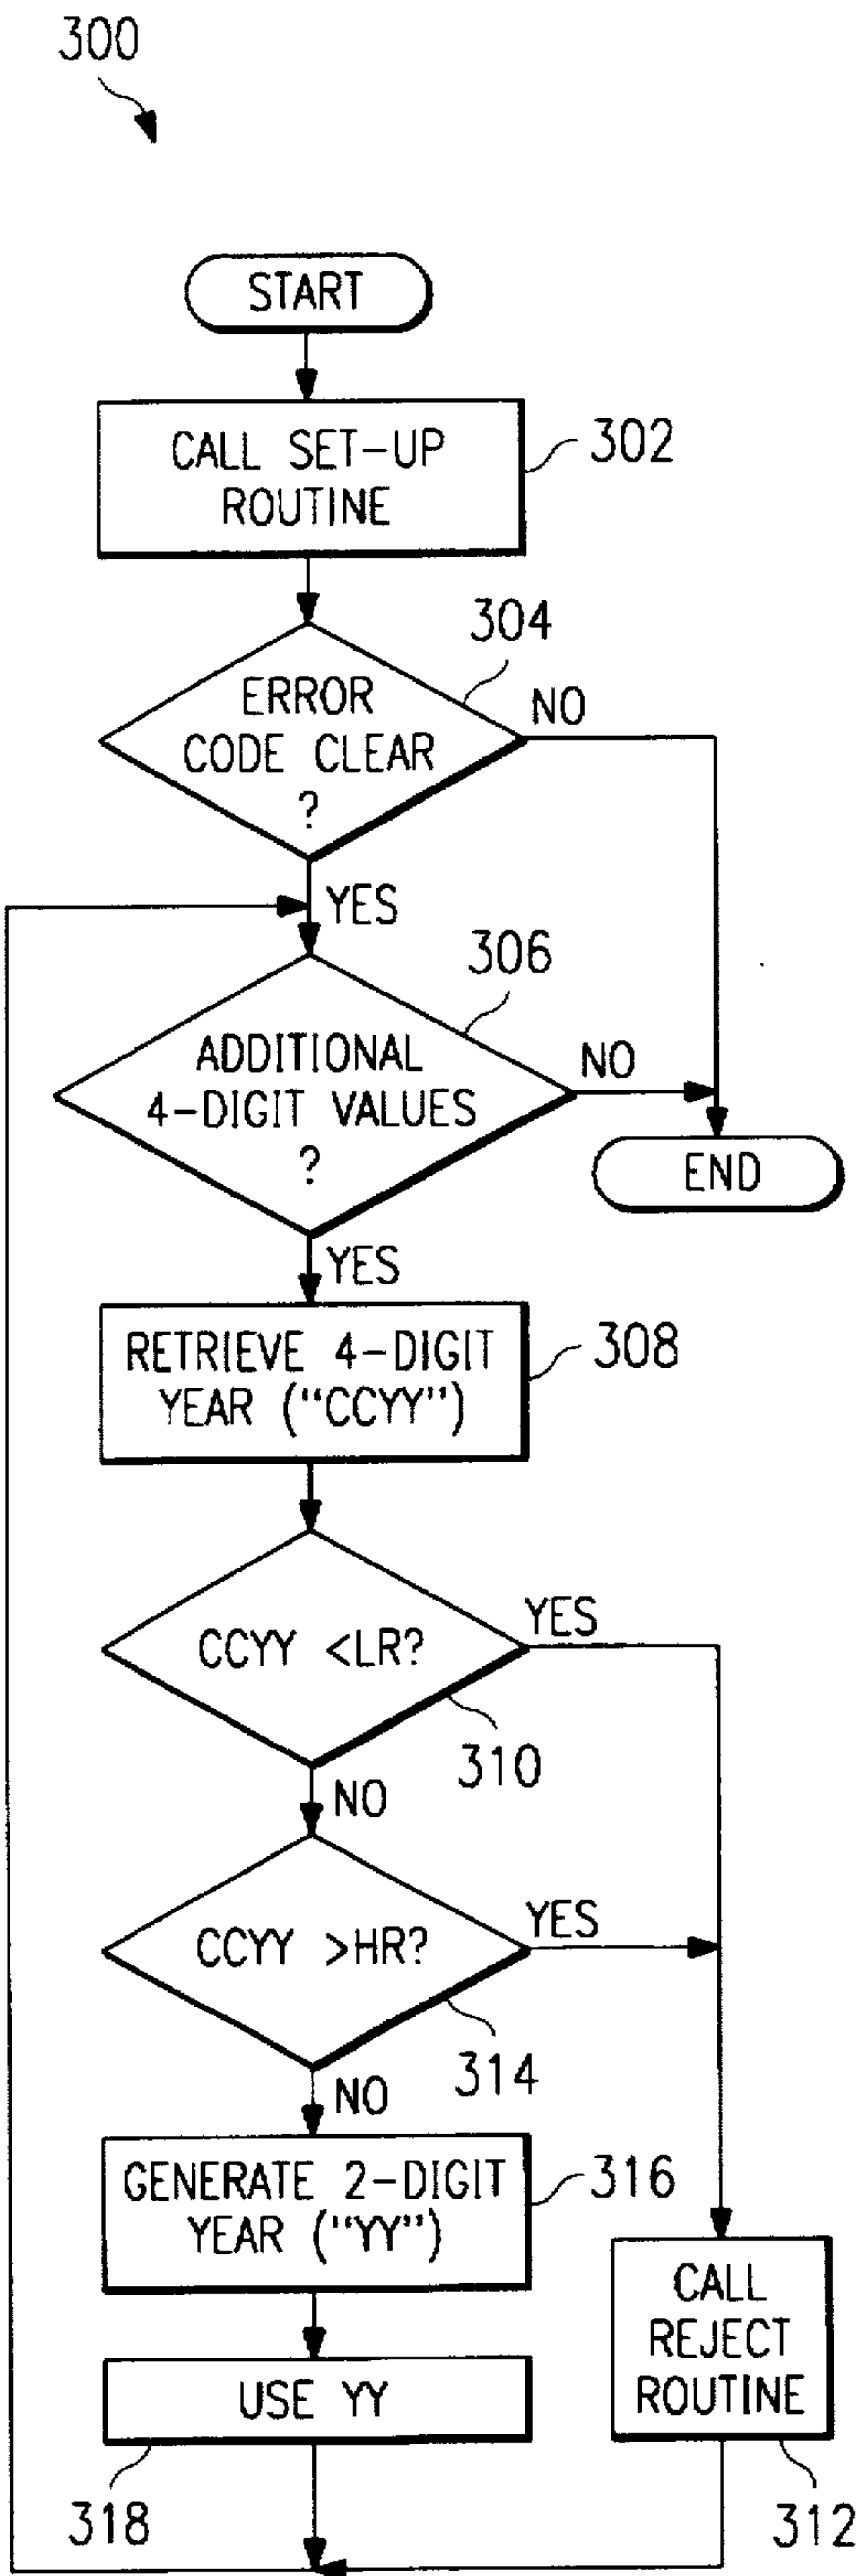 300
START
CALL SET-UP
ROUTINE
302
304
ERROR
CODE CLEAR
?
NO
YES
306
ADDITIONAL
4-DIGIT VALUES
?
NO
END
YES
RETRIEVE 4-DIGIT
YEAR ("CCYY")
308
CCYY <LR?
YES
310
NO
CCYY >HR?
YES
314
NO
GENERATE 2-DIGIT
YEAR ("YY")
316
CALL
REJECT
ROUTINE
USE YY
318
312